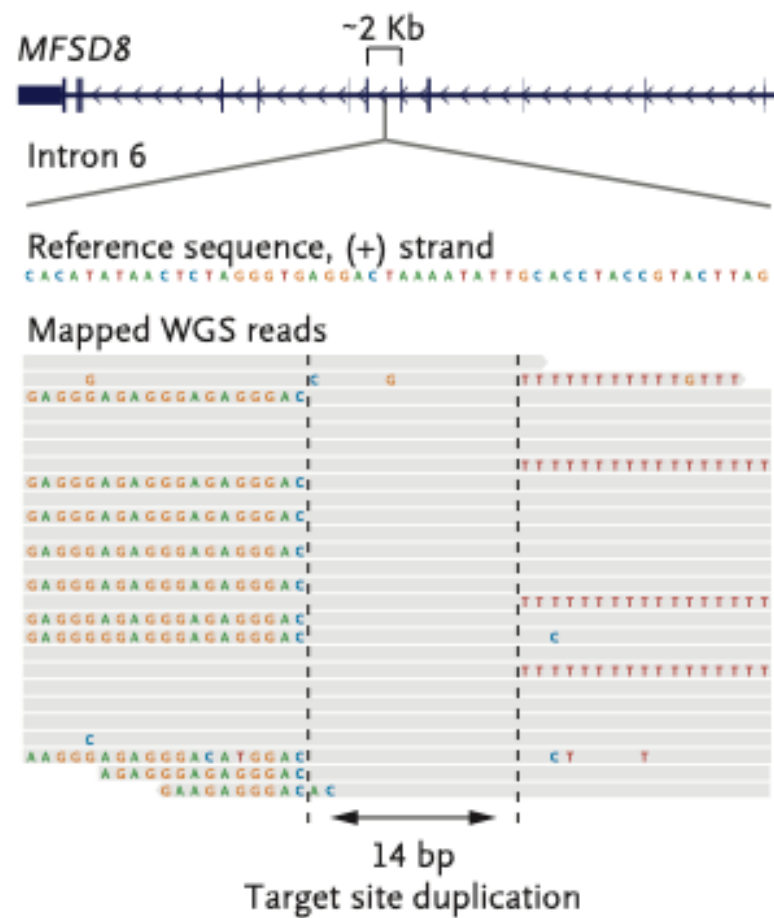 ~2 Kb
MFSD8
Intron 6
Reference sequence, (+) strand
CACATATAACTCTAGGGTGAGGACTAAAATATTGCACCTACCGTACTTAG
Mapped WGS reads
G C G TTTTTTTTTTTGTTT
GAGGGAGAGGGAGAGGGAC
TTTTTTTTTTTTTTTTT
GAGGGAGAGGGAGAGGGAC
GAGGGAGAGGGAGAGGGAC
GAGGGAGAGGGAGAGGGAC
GAGGGAGAGGGAGAGGGAC
TTTTTTTTTTTTTTTTT
GAGGGAGAGGGAGAGGGAC
GAGGGGGAGGGAGAGGGAC C
TTTTTTTTTTTTTTTTT
C
AAGGGAGAGGGACATGGAC CT T
AGAGGGAGAGGGAC
GAAGAGGGACAC
14 bp
Target site duplication